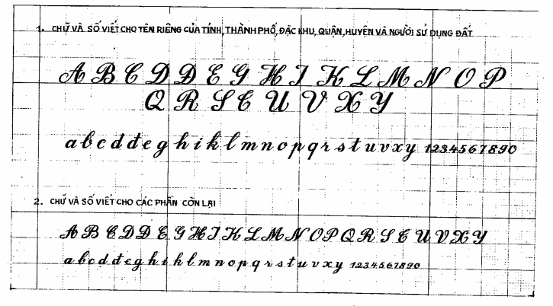 1. CHỮ VÀ SỐ VIẾT CHO TÊN RIÊNG CỦA TỈNH, THÀNH PHỐ, ĐẶC KHU, QUẬN, HUYỆN VÀ NGƯỜI SỬ DỤNG ĐẤT
A B C D Đ E G H I K L M N O P
Q R S T U V X Y
a b c d đ e g h i k l m n o p q r s t u v x y 1 2 3 4 5 6 7 8 9 0
2. CHỮ VÀ SỐ VIẾT CHO CÁC PHẦN CÒN LẠI
A B C D Đ E G H I K L M N O P Q R S T U V X Y
a b c d đ e g h i k l m n o p q r s t u v x y 1 2 3 4 5 6 7 8 9 0